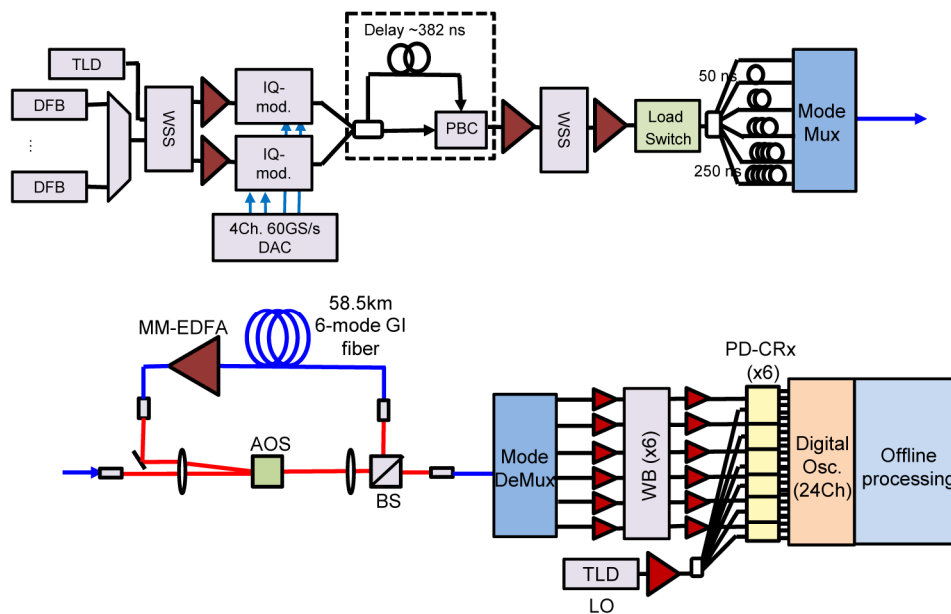 Delay ~382 ns
TLD
DFB
...
DFB
WSS
IQ-
mod.
IQ-
mod.
4Ch. 60GS/s
DAC
PBC
WSS
Load
Switch
50 ns
250 ns
Mode
Mux
58.5km
6-mode GI
fiber
MM-EDFA
AOS
BS
Mode
DeMux
WB (x6)
PD-CRx
(x6)
Digital
Osc.
(24Ch)
Offline
processing
TLD
LO